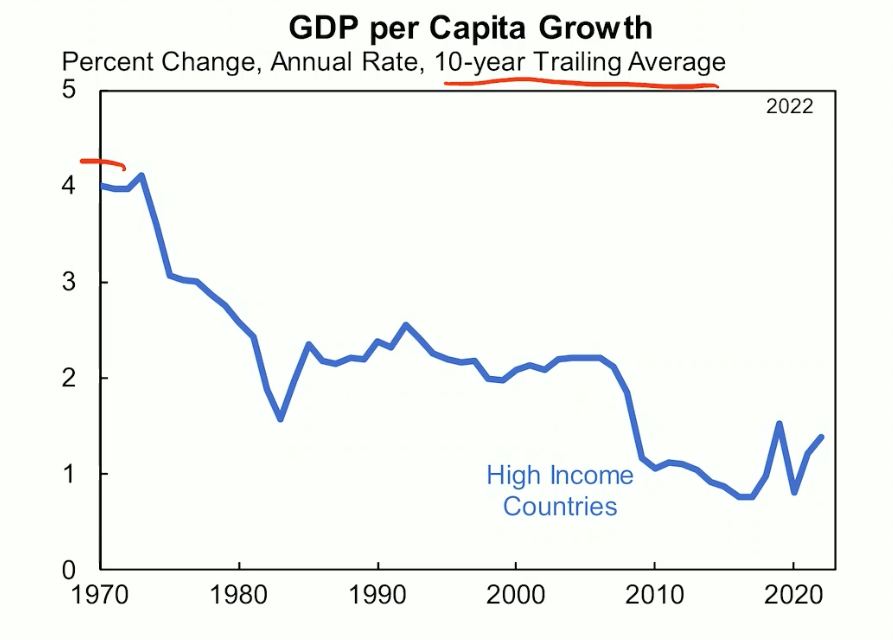 GDP per Capita Growth
Percent Change, Annual Rate, 10-year Trailing Average
5
2022
4
3
2
1
High Income
Countries
0
1970 1980 1990 2000 2010 2020